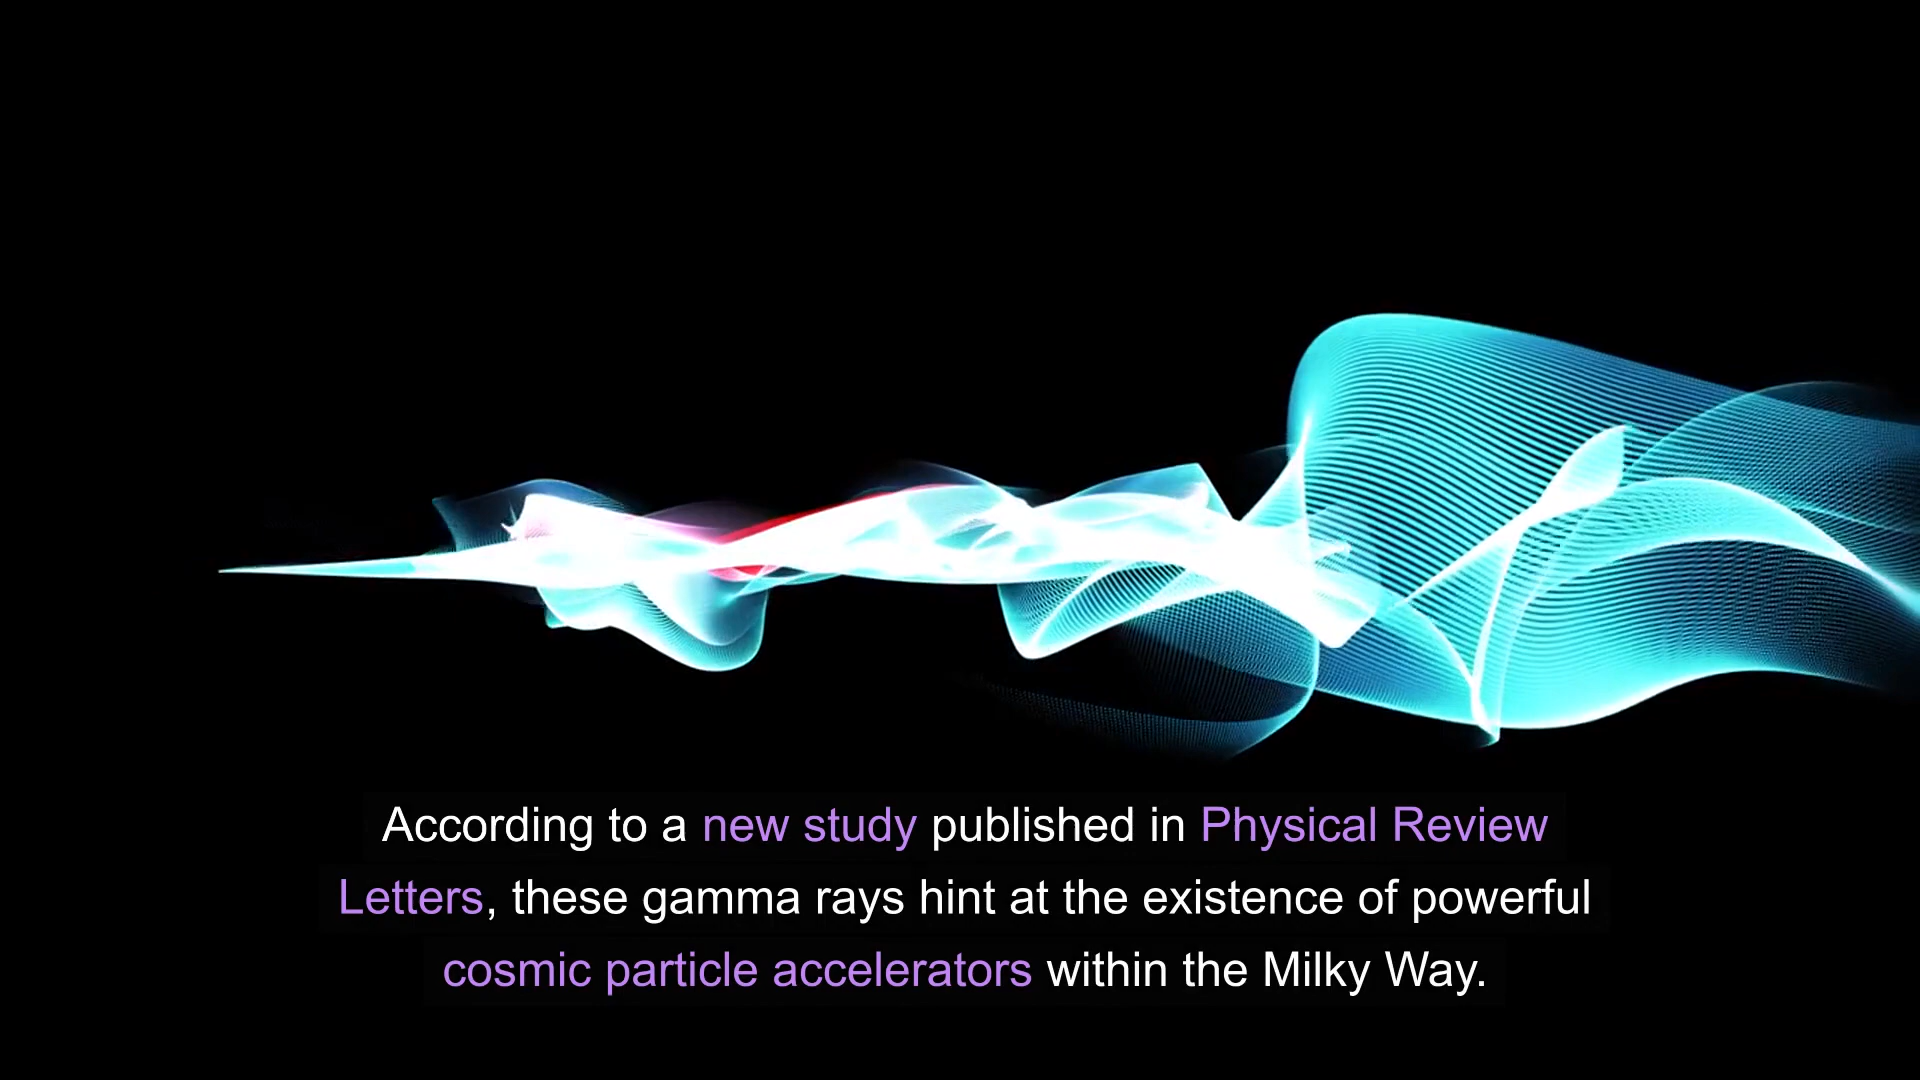 According to a new study published in Physical Review
Letters, these gamma rays hint at the existence of powerful
cosmic particle accelerators within the Milky Way.